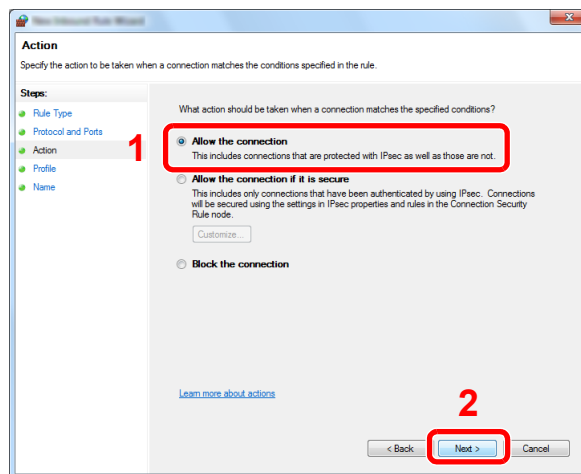 New Inbound Rule Wizard
Action
Specify the action to be taken when a connection matches the conditions specified in the rule.
Steps:
Rule Type
Protocol and Ports
Action
Profile
Name
What action should be taken when a connection matches the specified conditions?
1
Allow the connection
This includes connections that are protected with IPsec as well as those are not.
Allow the connection if it is secure
This includes only connections that have been authenticated by using IPsec. Connections
will be secured using the settings in IPsec properties and rules in the Connection Security
Rule node.
Customize...
Block the connection
Learn more about actions
2
< Back
Next >
Cancel